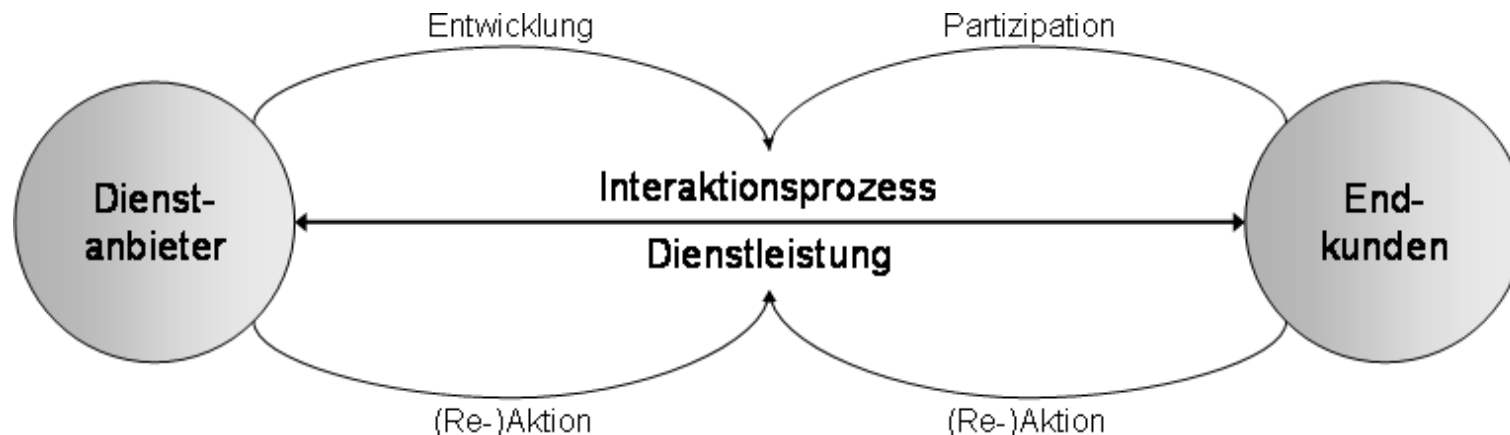 Entwicklung
Partizipation
Dienst-
anbieter
Interaktionsprozess
Dienstleistung
End-
kunden
(Re-)Aktion
(Re-)Aktion